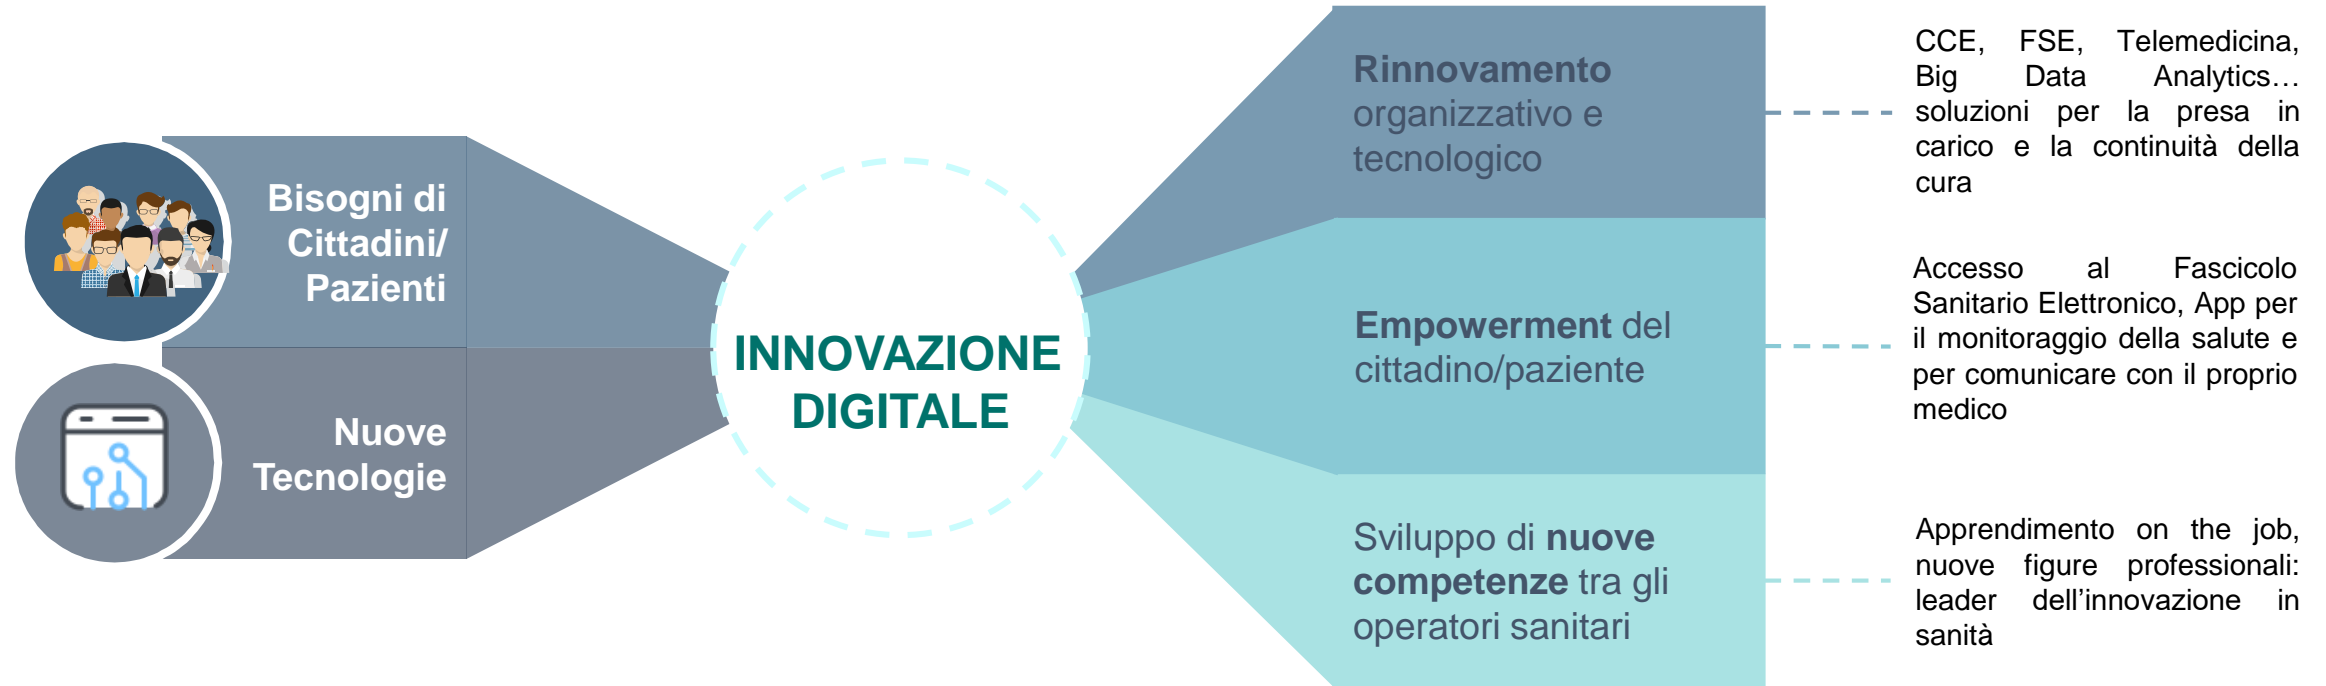 Bisogni di
Cittadini/
Pazienti
Nuove
Tecnologie
INNOVAZIONE
DIGITALE
Rinnovamento
organizzativo e
tecnologico
CCE, FSE, Telemedicina,
Big Data Analytics…
soluzioni per la presa in
carico e la continuità della
cura
Empowerment del
cittadino/paziente
Accesso al Fascicolo
Sanitario Elettronico, App per
il monitoraggio della salute e
per comunicare con il proprio
medico
Sviluppo di nuove
competenze tra gli
operatori sanitari
Apprendimento on the job,
nuove figure professionali:
leader dell’innovazione in
sanità